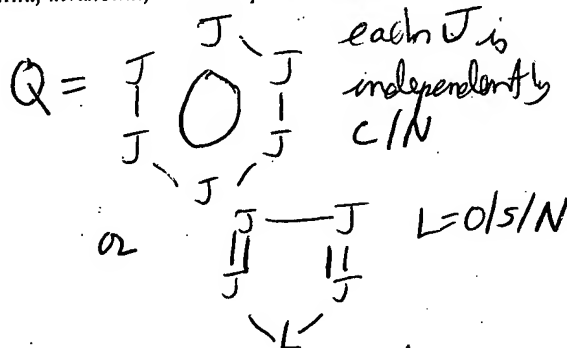 J
each J is
Q = J J independently
J J C/N
J
or J J L=O/S/N
J J
L